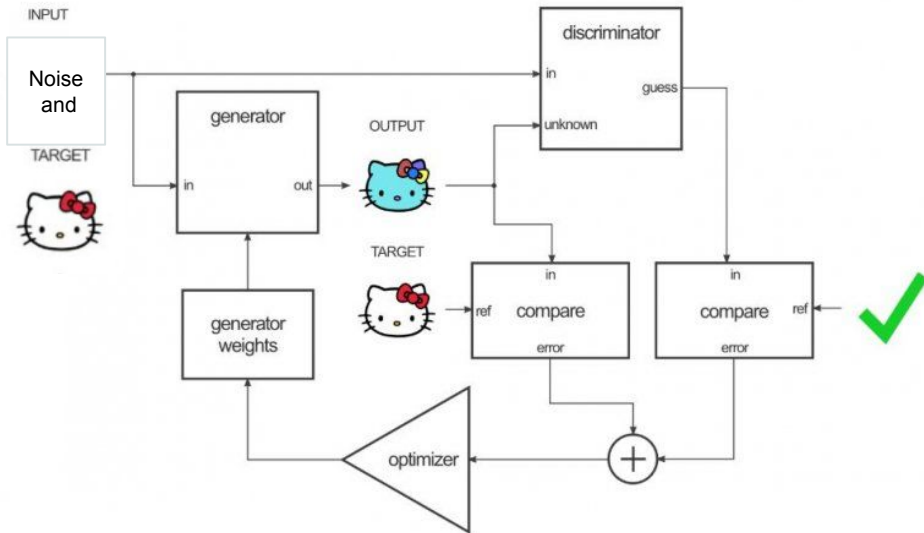 INPUT
Noise
and
TARGET
discriminator
in
guess
unknown
generator
in
out
OUTPUT
TARGET
in
ref
compare
error
in
compare
ref
error
generator
weights
optimizer
+